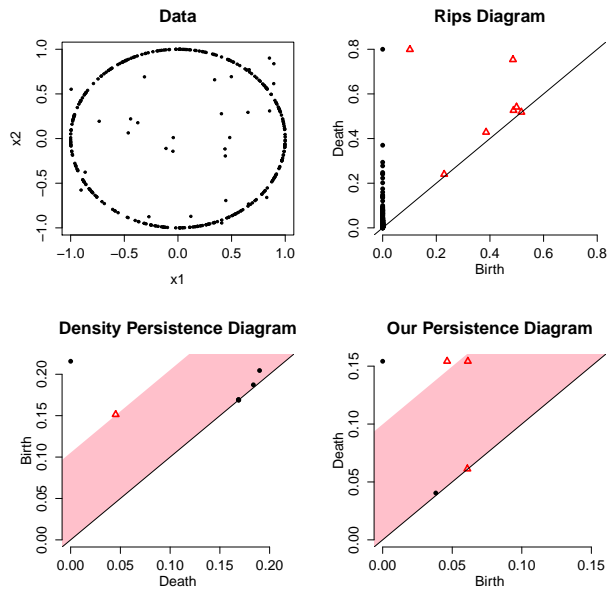 Data
1.0
0.5
0.0
−0.5
−1.0
x2
−1.0 −0.5 0.0 0.5 1.0
x1
Rips Diagram
0.8
0.6
0.4
0.2
0.0
Death
0.0 0.2 0.4 0.6 0.8
Birth
Density Persistence Diagram
0.20
0.15
0.10
0.05
0.00
Birth
0.00 0.05 0.10 0.15 0.20
Death
Our Persistence Diagram
0.15
0.10
0.05
0.00
Death
0.00 0.05 0.10 0.15
Birth